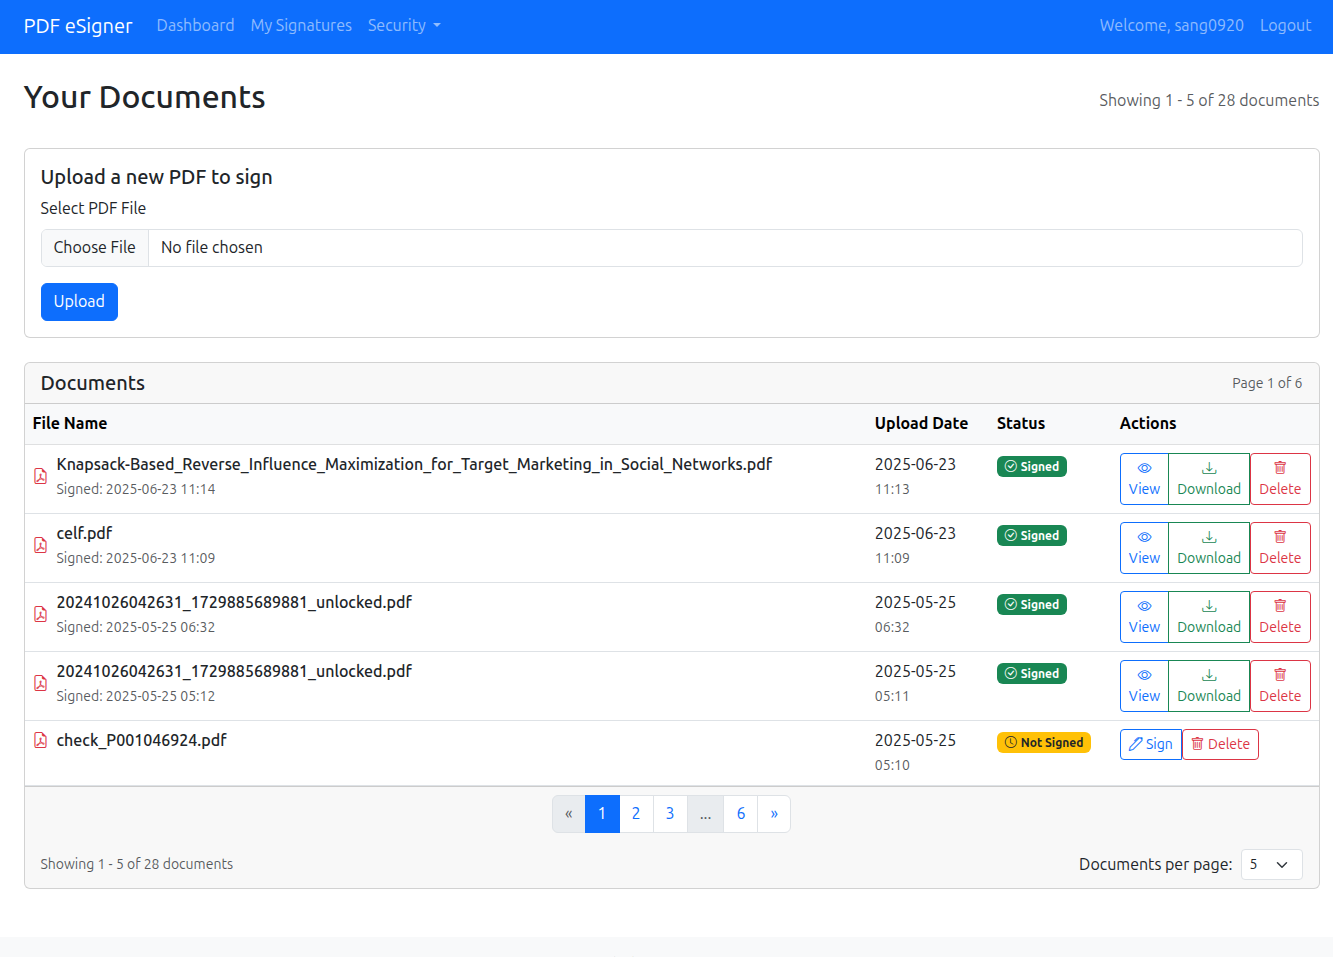 PDF eSigner Dashboard My Signatures Security Welcome, sang0920 Logout
Your Documents
Showing 1 - 5 of 28 documents
Upload a new PDF to sign
Select PDF File
Choose File No file chosen
Upload
Documents Page 1 of 6
File Name Upload Date Status Actions
Knapsack-Based_Reverse_Influence_Maximization_for_Target_Marketing_in_Social_Networks.pdf 2025-06-23 Signed
Signed: 2025-06-23 11:14 11:13 View Download Delete
celf.pdf 2025-06-23 Signed
Signed: 2025-06-23 11:09 11:09 View Download Delete
20241026042631_1729885689881_unlocked.pdf 2025-05-25 Signed
Signed: 2025-05-25 06:32 06:32 View Download Delete
20241026042631_1729885689881_unlocked.pdf 2025-05-25 Signed
Signed: 2025-05-25 05:12 05:11 View Download Delete
check_P001046924.pdf 2025-05-25 Not Signed Sign Delete
05:10
« 1 2 3 ... 6 »
Showing 1 - 5 of 28 documents Documents per page: 5